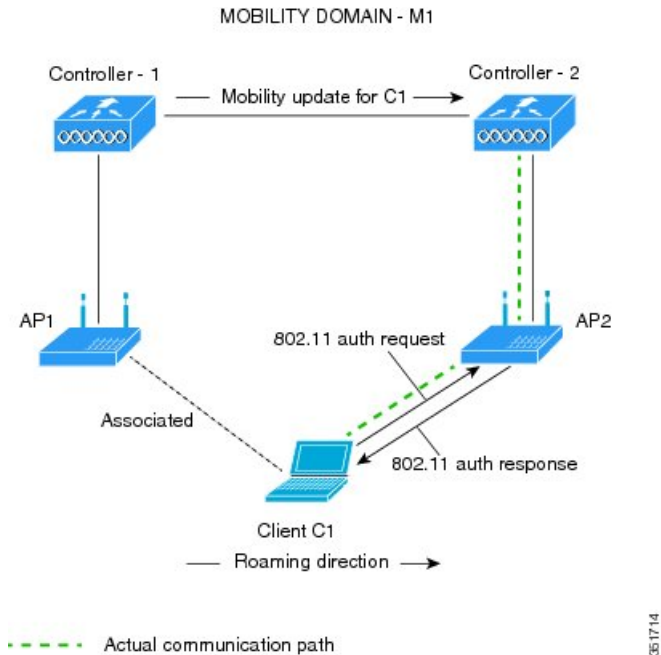 MOBILITY DOMAIN - M1
Controller - 1
Controller - 2
Mobility update for C1
AP1
AP2
802.11 auth request
Associated
802.11 auth response
Client C1
Roaming direction
Actual communication path
351714